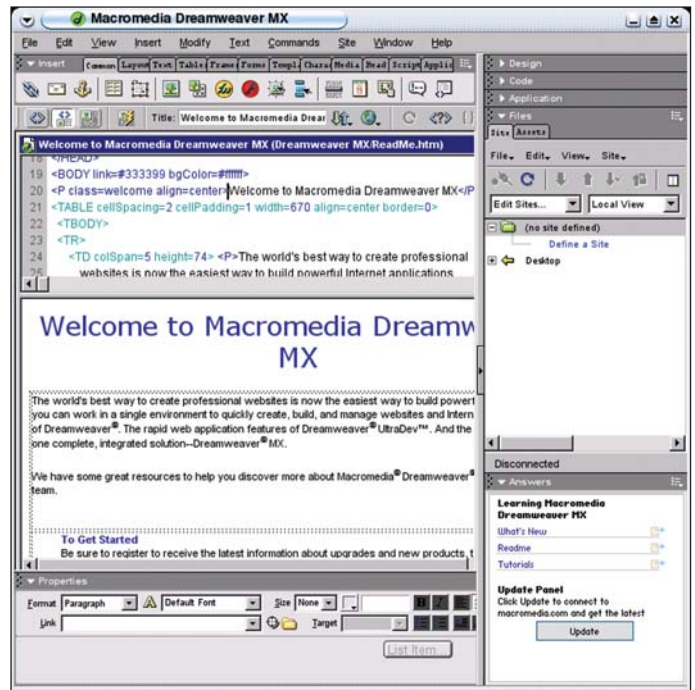 Macromedia Dreamweaver MX
File Edit View Insert Modify Text Commands Site Window Help
Insert Common Layout Text Tables Frame Forms Templ Chara Media Head Script Applic
Title: Welcome to Macromedia Drear
Welcome to Macromedia Dreamweaver MX (Dreamweaver MX/ReadMe.htm)
18 </HEAD>
19 <BODY link=#333399 bgColor=#ffffff>
20 <P class=welcome align=center>Welcome to Macromedia Dreamweaver MX</P
21 <TABLE cellSpacing=2 cellPadding=1 width=670 align=center border=0>
22 <TBODY>
23 <TR>
24 <TD colSpan=5 height=74> <P>The world's best way to create professional
25 websites is now the easiest way to build powerful Internet applications.
Welcome to Macromedia Dreamw
MX
The world's best way to create professional websites is now the easiest way to build powerf
you can work in a single environment to quickly create, build, and manage websites and Intern
of Dreamweaver®. The rapid web application features of Dreamweaver® UltraDev™. And the
one complete, integrated solution--Dreamweaver® MX.
We have some great resources to help you discover more about Macromedia® Dreamweaver®
team.
To Get Started
Be sure to register to receive the latest information about upgrades and new products, t
Properties
Format Paragraph Default Font Size None B I
Link Target
List Item...
Design
Code
Application
Files
Site Assets
File Edit View Site
Edit Sites... Local View
(no site defined)
Define a Site
Desktop
Disconnected
Answers
Learning Macromedia
Dreamweaver MX
What's New
Readme
Tutorials
Update Panel
Click Update to connect to
macromedia.com and get the latest
Update